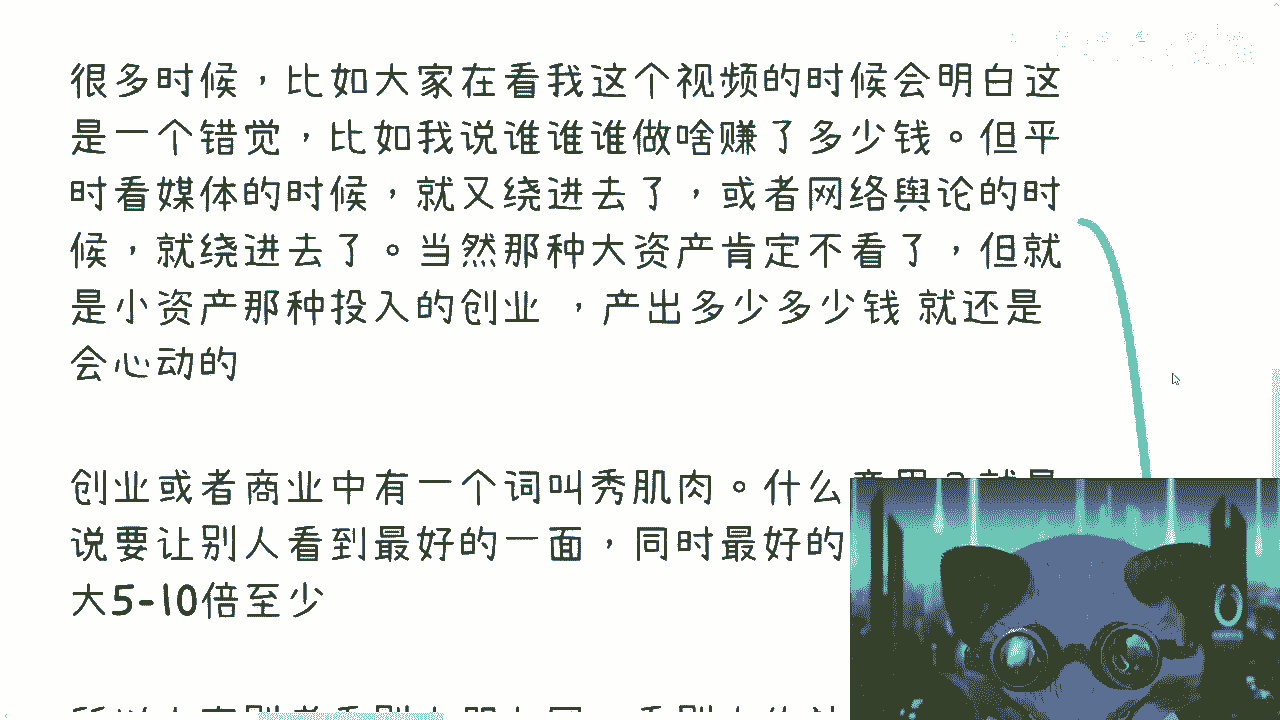 很多时候，比如大家在看我这个视频的时候会明白这
是一个错觉，比如我说谁谁谁做啥赚了多少钱。但平
时看媒体的时候，就又绕进去了，或者网络舆论的时
候，就绕进去了。当然那种大资产肯定不看了，但就
是小资产那种投入的创业 ，产出多少多少钱 就还是
会心动的
创业或者商业中有一个词叫秀肌肉。什么
说要让别人看到最好的一面，同时最好的
大5-10倍至少